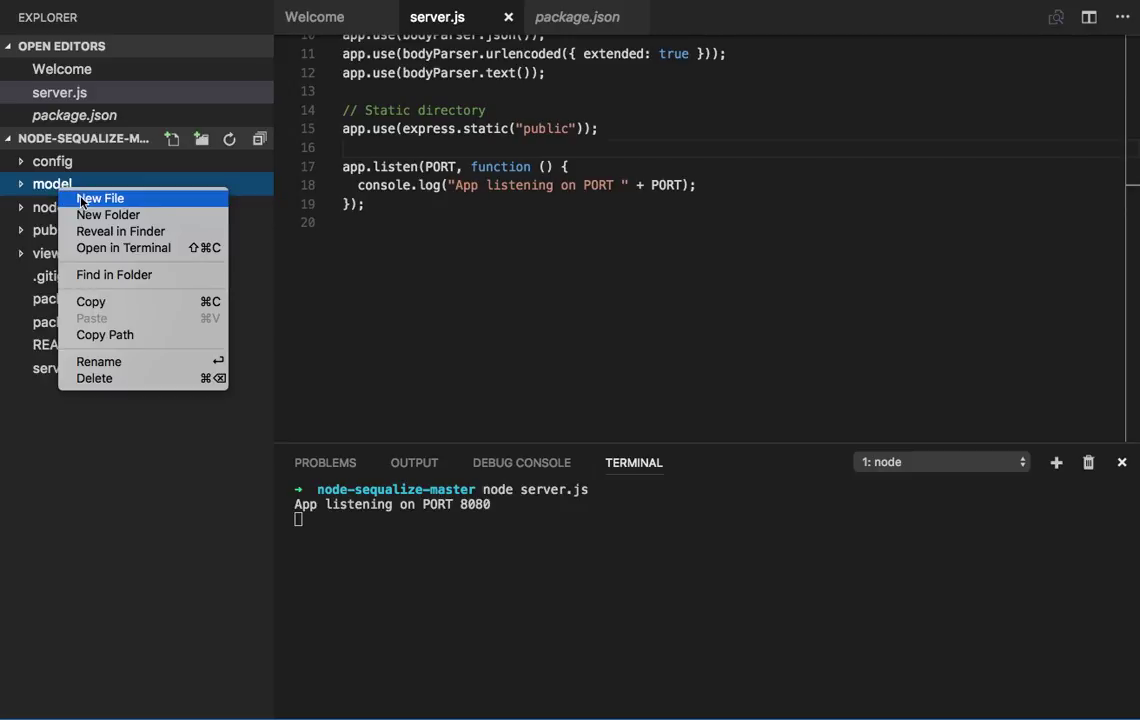 EXPLORER
Welcome
server.js
package.json
OPEN EDITORS
Welcome
server.js
package.json
NODE-SEQUALIZE-M...
config
model
nod
pub
view
.giti
pac
pac
REA
serv
New File
New Folder
Reveal in Finder
Open in Terminal ⇧⌘C
Find in Folder
Copy ⌘C
Paste ⌘V
Copy Path
Rename ↩
Delete ⌘⌫
10 app.use(bodyParser.json());
11 app.use(bodyParser.urlencoded({ extended: true }));
12 app.use(bodyParser.text());
13
14 // Static directory
15 app.use(express.static("public"));
16
17 app.listen(PORT, function () {
18 console.log("App listening on PORT " + PORT);
19 });
20
PROBLEMS OUTPUT DEBUG CONSOLE TERMINAL 1: node
→ node-sequalize-master node server.js
App listening on PORT 8080